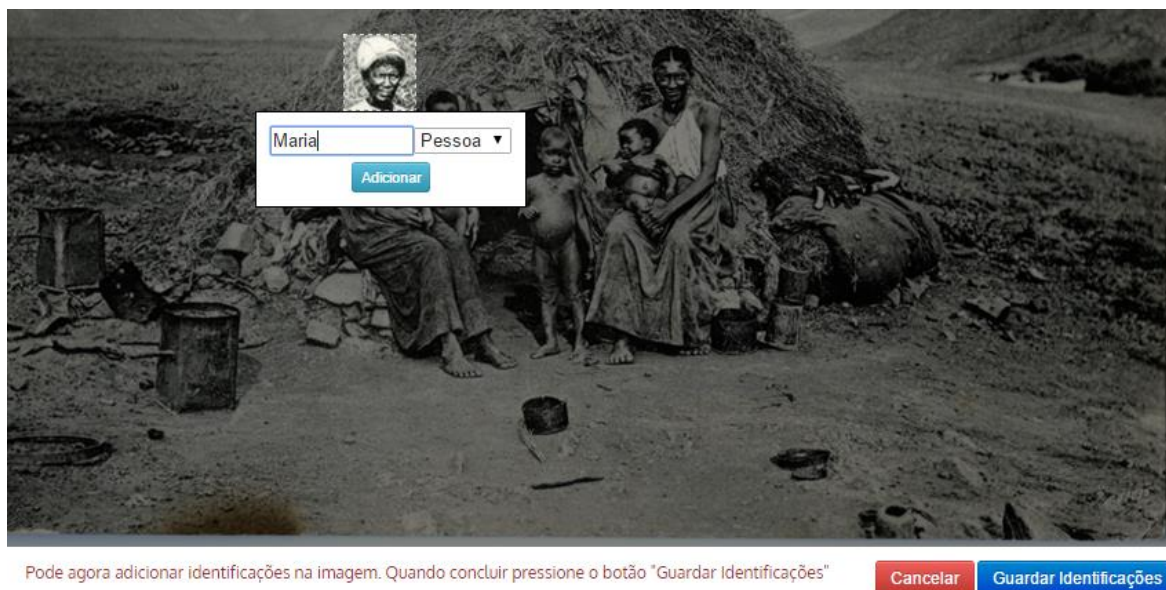 Maria
Pessoa
Adicionar
Pode agora adicionar identificações na imagem. Quando concluir pressione o botão "Guardar Identificações"
Cancelar
Guardar Identificações